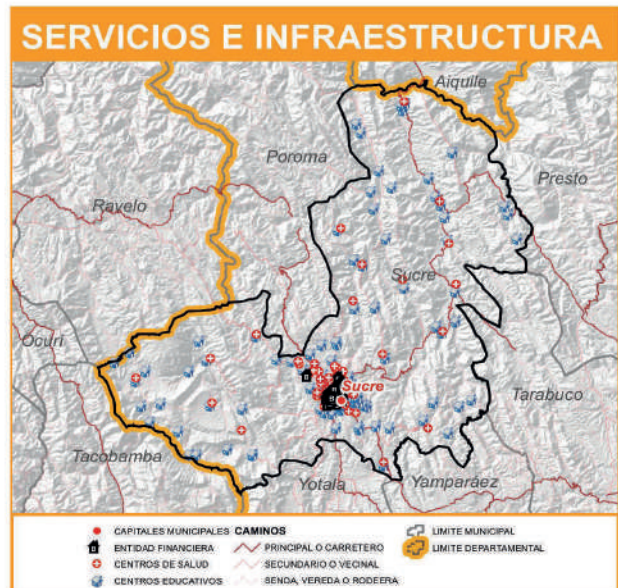 SERVICIOS E INFRAESTRUCTURA
Aiquile
Poroma
Presto
Ravelo
Sucre
Ocurí
Sucre
Tarabuco
Tacobamba
Yotala
Yamparáez
CAPITALES MUNICIPALES
ENTIDAD FINANCIERA
CENTROS DE SALUD
CENTROS EDUCATIVOS
CAMINOS
PRINCIPAL O CARRETERO
SECUNDARIO O VECINAL
SENDA, VEREDA O RODEERA
LIMITE MUNICIPAL
LIMITE DEPARTAMENTAL